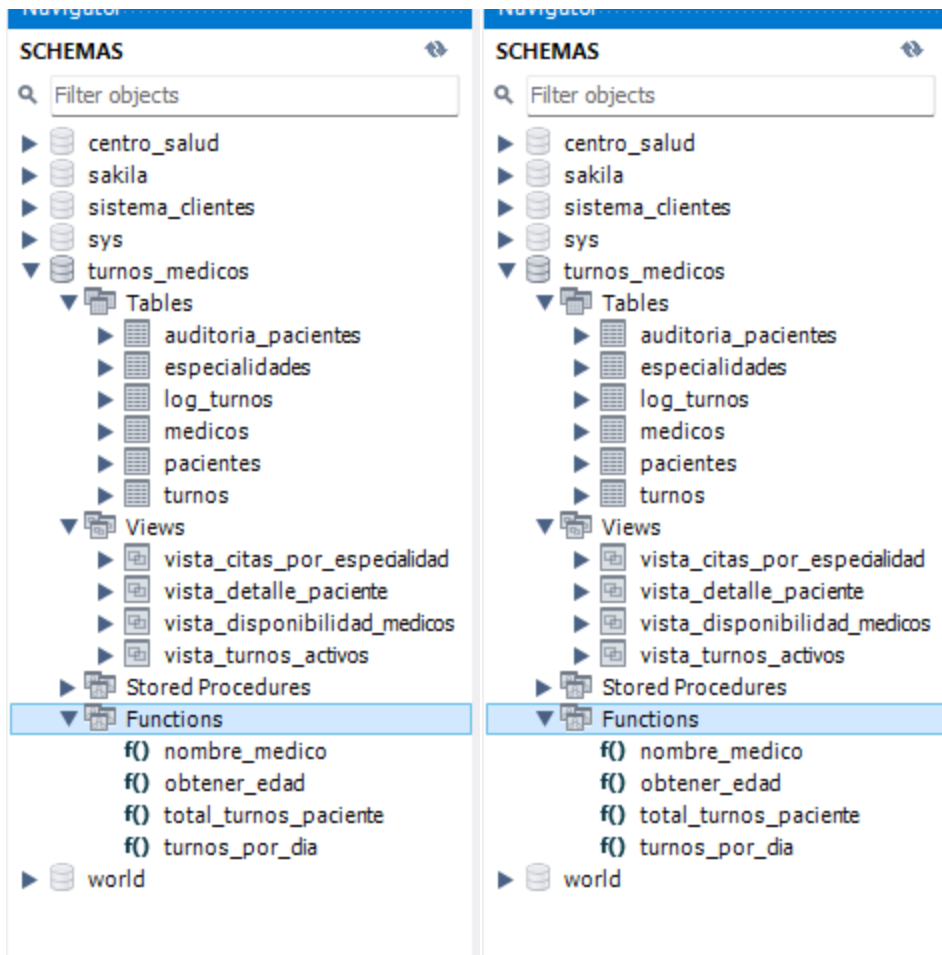 Navigator
SCHEMAS
Filter objects
centro_salud
sakila
sistema_clientes
sys
turnos_medicos
Tables
auditoria_pacientes
especialidades
log_turnos
medicos
pacientes
turnos
Views
vista_citas_por_especialidad
vista_detalle_paciente
vista_disponibilidad_medicos
vista_turnos_activos
Stored Procedures
Functions
f() nombre_medico
f() obtener_edad
f() total_turnos_paciente
f() turnos_por_dia
world
Navigator
SCHEMAS
Filter objects
centro_salud
sakila
sistema_clientes
sys
turnos_medicos
Tables
auditoria_pacientes
especialidades
log_turnos
medicos
pacientes
turnos
Views
vista_citas_por_especialidad
vista_detalle_paciente
vista_disponibilidad_medicos
vista_turnos_activos
Stored Procedures
Functions
f() nombre_medico
f() obtener_edad
f() total_turnos_paciente
f() turnos_por_dia
world